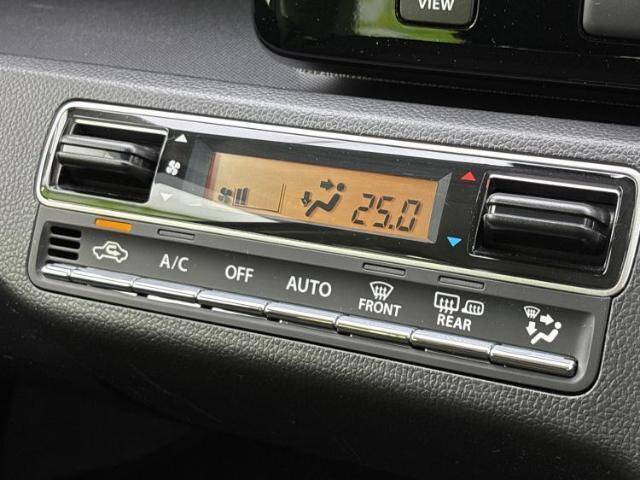 VIEW
25.0
A/C
OFF
AUTO
FRONT
REAR